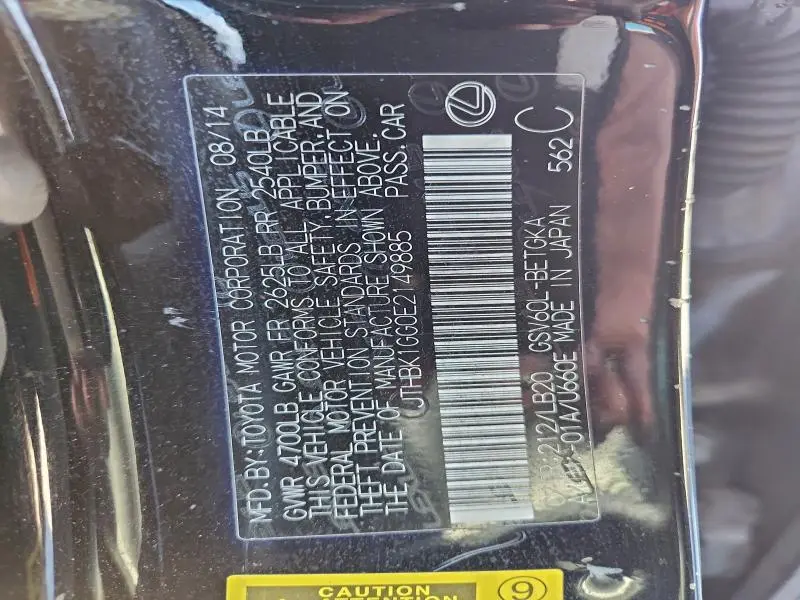 MFD.BY:TOYOTA MOTOR CORPORATION 08/14
GVWR 4700LB GAWR FR 2625LB RR 2540LB
THIS VEHICLE CONFORMS TO ALL APPLICABLE
FEDERAL MOTOR VEHICLE SAFETY,BUMPER,AND
THEFT PREVENTION STANDARDS IN EFFECT ON
THE DATE OF MANUFACTURE SHOWN ABOVE.
JTHBK1GG0E2149885 PASS.CAR
212/LB20 GSV60L-BETGKA
-01A/U660E MADE IN JAPAN 562 C
CAUTION
9